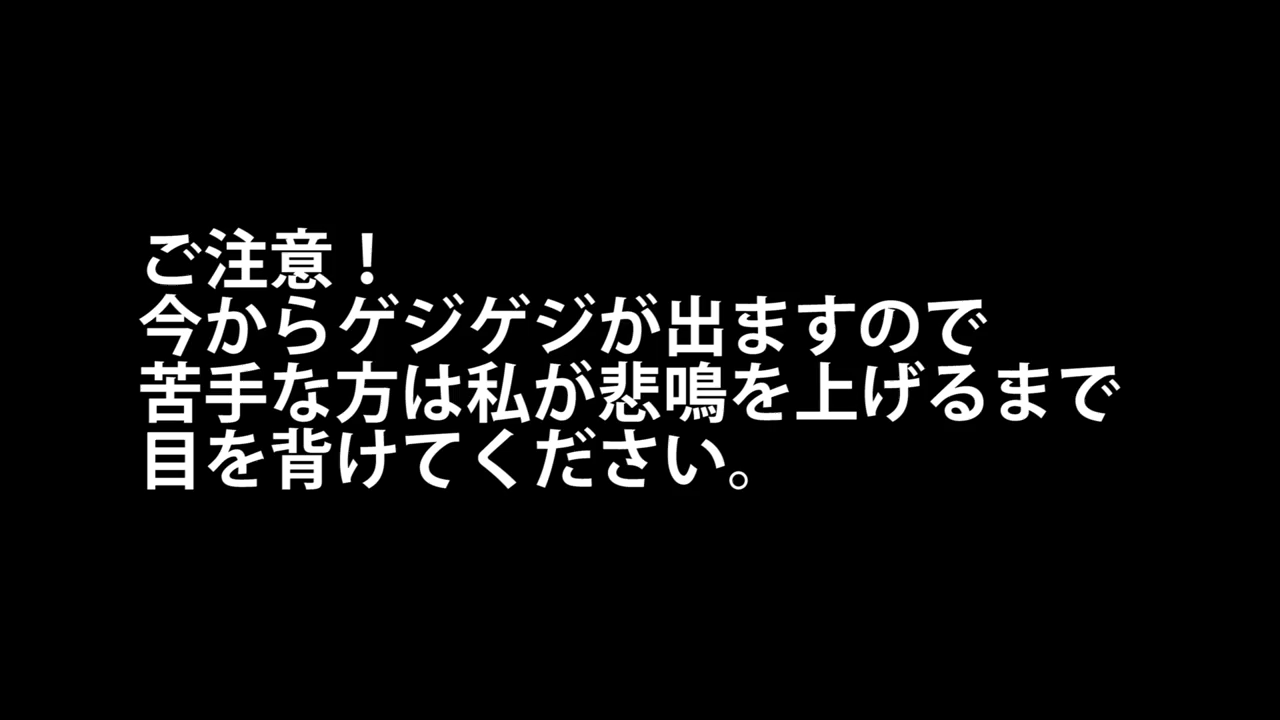 ご注意！
今からゲジゲジが出ますので
苦手な方は私が悲鳴を上げるまで
目を背けてください。